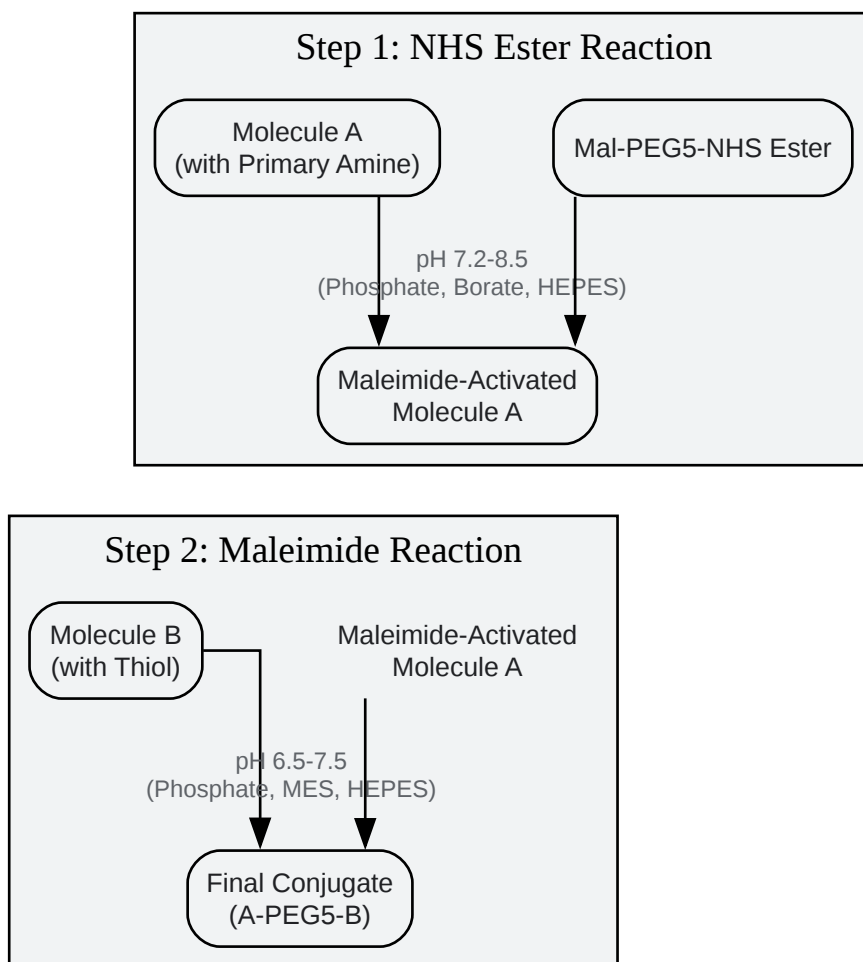 Step 1: NHS Ester Reaction
Molecule A
(with Primary Amine)
Mal-PEG5-NHS Ester
pH 7.2-8.5
(Phosphate, Borate, HEPES)
Maleimide-Activated
Molecule A
Step 2: Maleimide Reaction
Molecule B
(with Thiol)
Maleimide-Activated
Molecule A
pH 6.5-7.5
(Phosphate, MES, HEPES)
Final Conjugate
(A-PEG5-B)